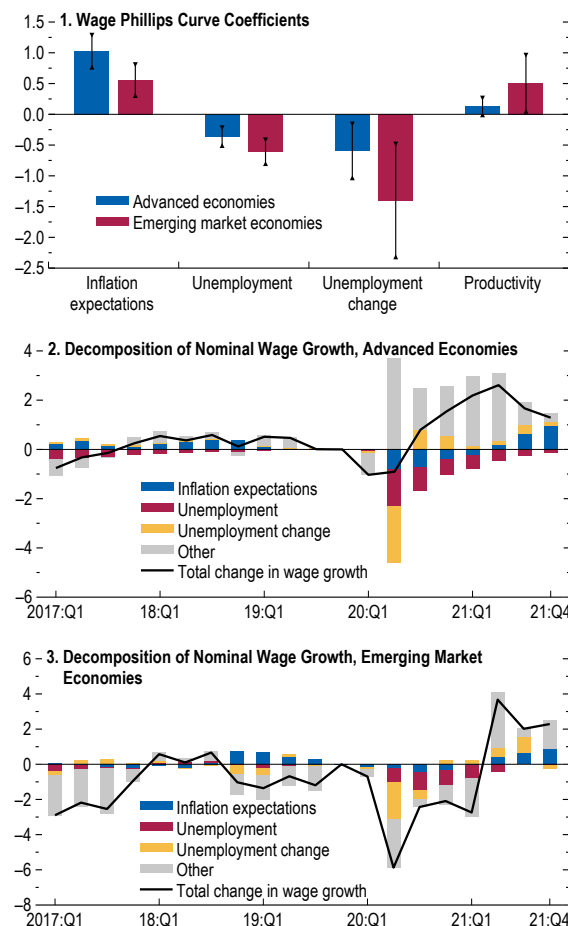 1. Wage Phillips Curve Coefficients
1.5
1.0
0.5
0.0
–0.5
–1.0
–1.5
–2.0
–2.5
Advanced economies
Emerging market economies
Inflation expectations
Unemployment
Unemployment change
Productivity
2. Decomposition of Nominal Wage Growth, Advanced Economies
4
2
0
–2
–4
–6
Inflation expectations
Unemployment
Unemployment change
Other
Total change in wage growth
2017:Q1
18:Q1
19:Q1
20:Q1
21:Q1
21:Q4
3. Decomposition of Nominal Wage Growth, Emerging Market
Economies
6
4
2
0
–2
–4
–6
–8
Inflation expectations
Unemployment
Unemployment change
Other
Total change in wage growth
2017:Q1
18:Q1
19:Q1
20:Q1
21:Q1
21:Q4